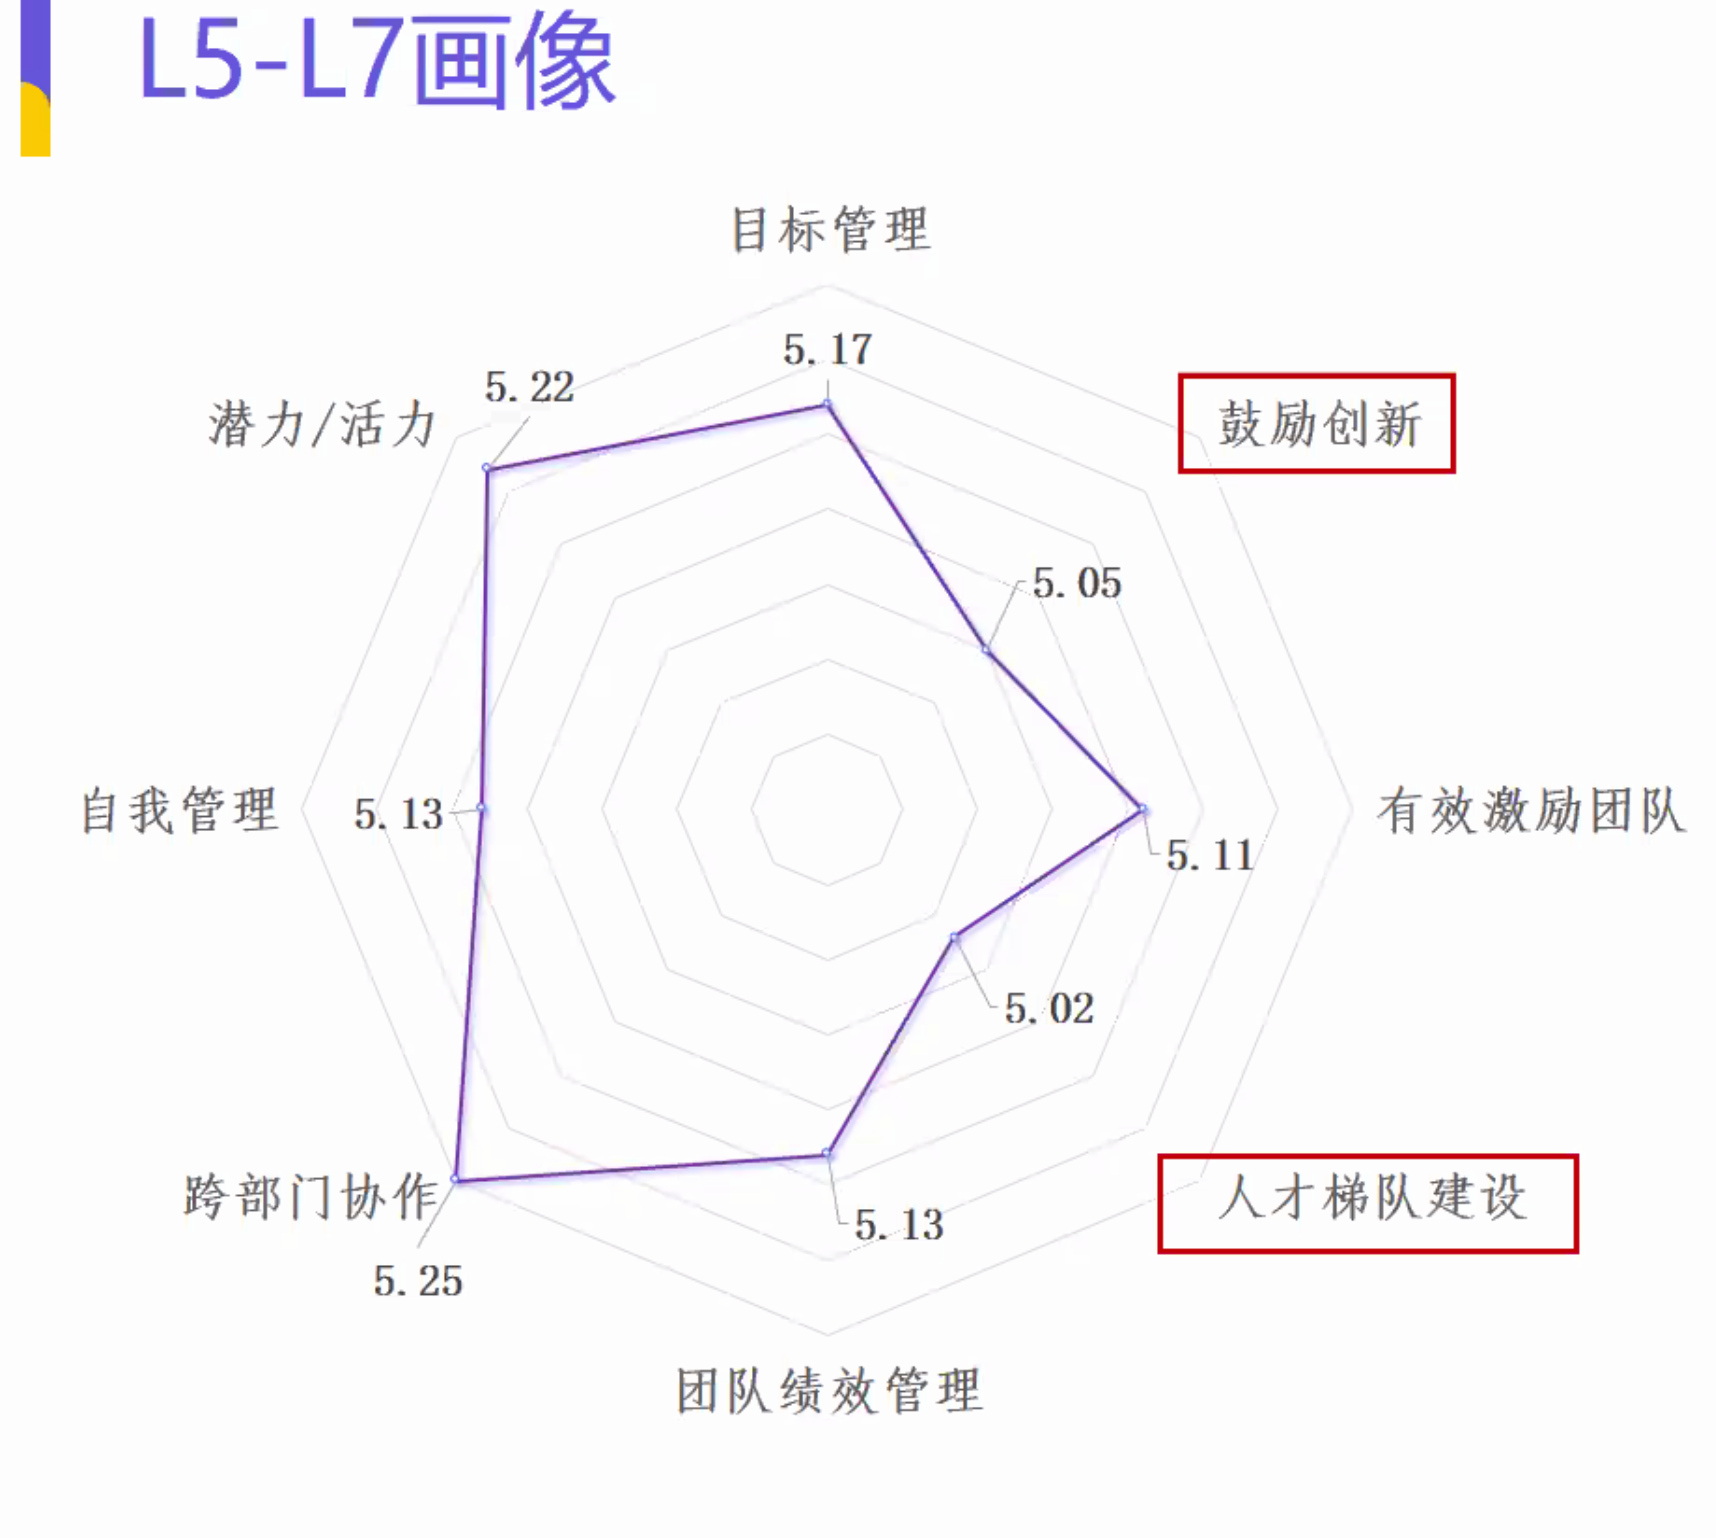 L5-L7画像
目标管理
5.17
5.22
潜力/活力
鼓励创新
5.05
自我管理
5.13
有效激励团队
5.11
5.02
跨部门协作
人才梯队建设
5.13
5.25
团队绩效管理